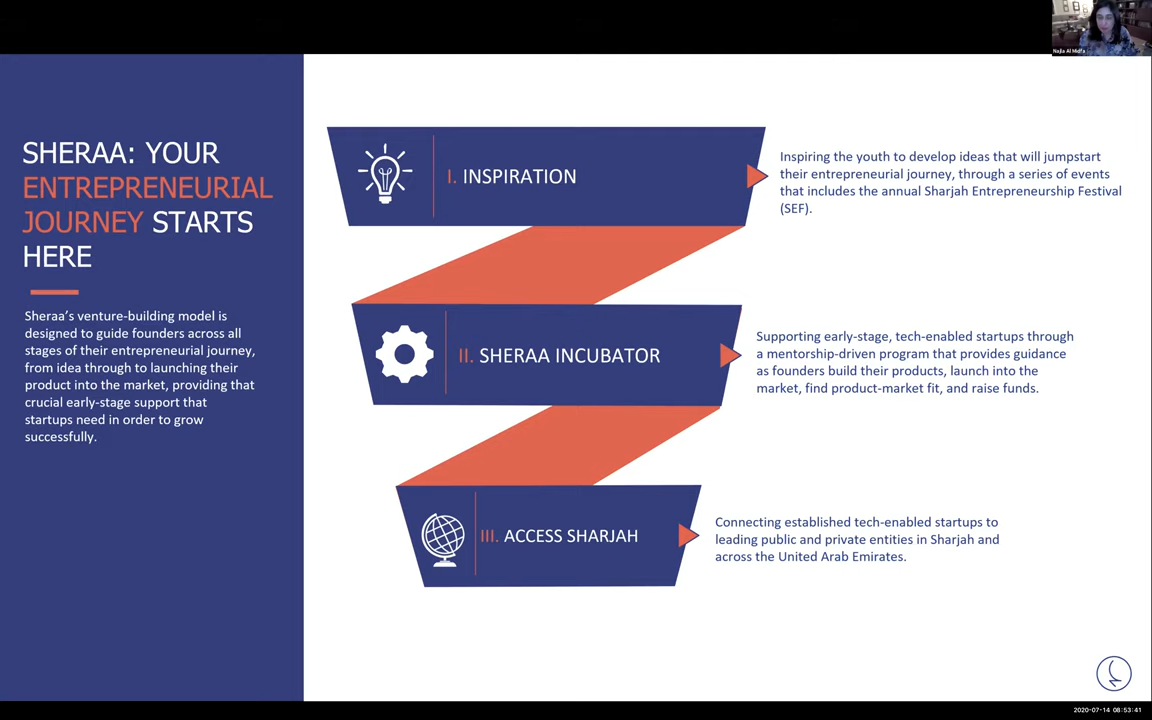 Najla Al Midfa
SHERAA: YOUR
ENTREPRENEURIAL
JOURNEY STARTS
HERE
Sheraa's venture-building model is
designed to guide founders across all
stages of their entrepreneurial journey,
from idea through to launching their
product into the market, providing that
crucial early-stage support that
startups need in order to grow
successfully.
I. INSPIRATION
Inspiring the youth to develop ideas that will jumpstart
their entrepreneurial journey, through a series of events
that includes the annual Sharjah Entrepreneurship Festival
(SEF).
II. SHERAA INCUBATOR
Supporting early-stage, tech-enabled startups through
a mentorship-driven program that provides guidance
as founders build their products, launch into the
market, find product-market fit, and raise funds.
III. ACCESS SHARJAH
Connecting established tech-enabled startups to
leading public and private entities in Sharjah and
across the United Arab Emirates.
2020-07-14 08:53:41